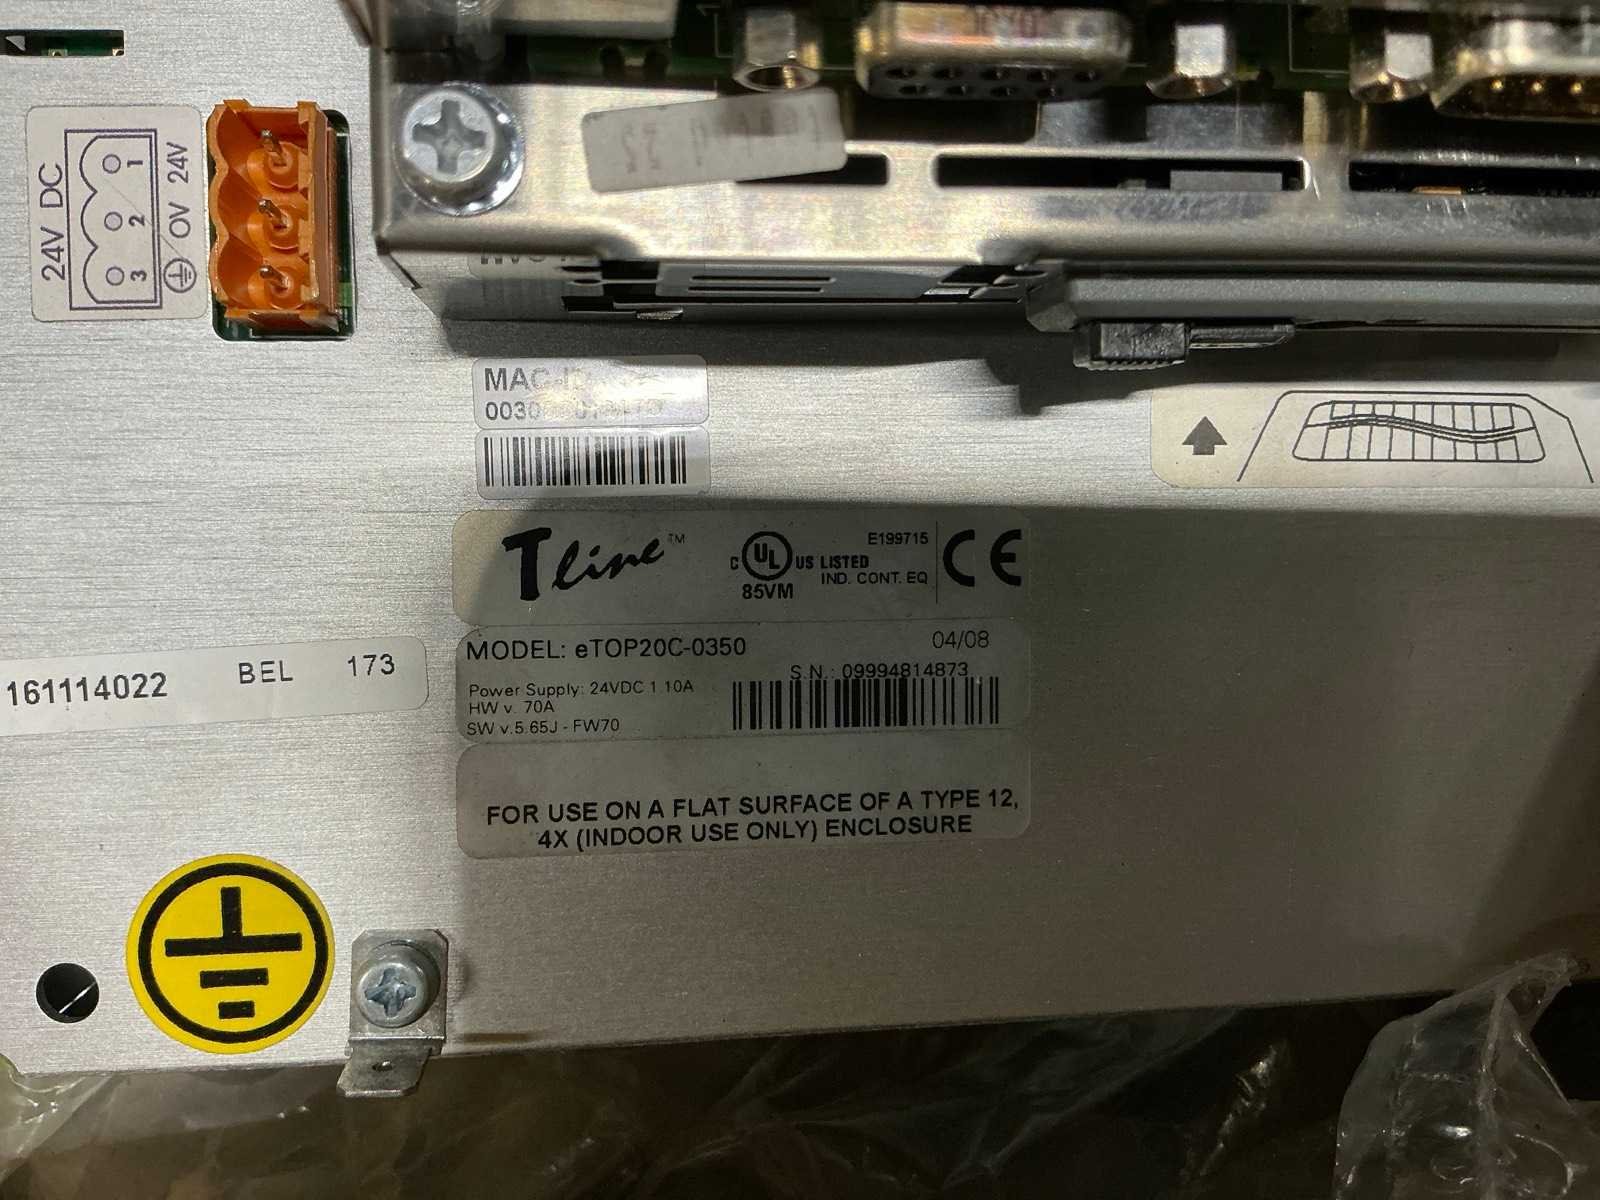 24V DC
1
2
3
0V 24V
MAC-ID
Tline™
C UL US LISTED
E199715
IND. CONT. EQ
85VM
CE
MODEL: eTOP20C-0350
04/08
S.N.: 09994814873
Power Supply: 24VDC 1.10A
HW v. 70A
SW v.5.65J - FW70
161114022 BEL 173
FOR USE ON A FLAT SURFACE OF A TYPE 12,
4X (INDOOR USE ONLY) ENCLOSURE